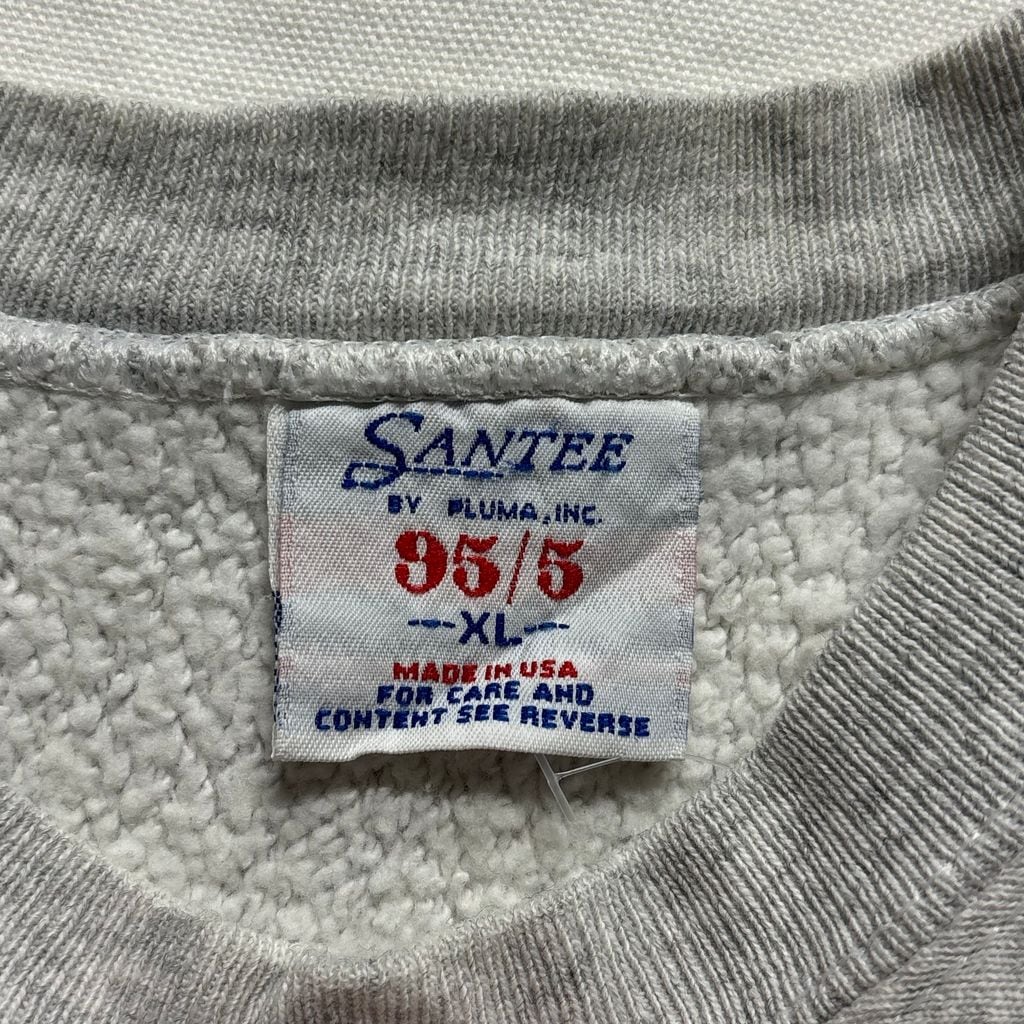 SANTEE
BY PLUMA, INC.
95/5
-XL-
MADE IN USA
FOR CARE AND
CONTENT SEE REVERSE